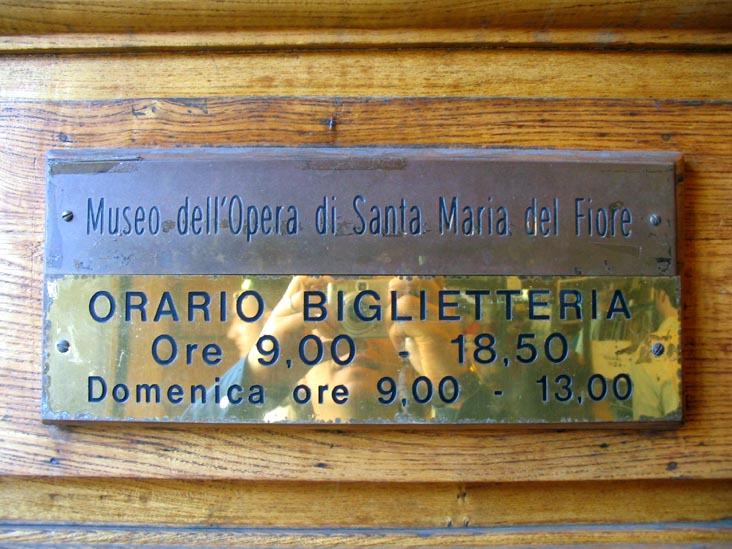 Museo dell'Opera di Santa Maria del Fiore
ORARIO BIGLIETTERIA
Ore 9,00 - 18,50
Domenica ore 9,00 - 13,00